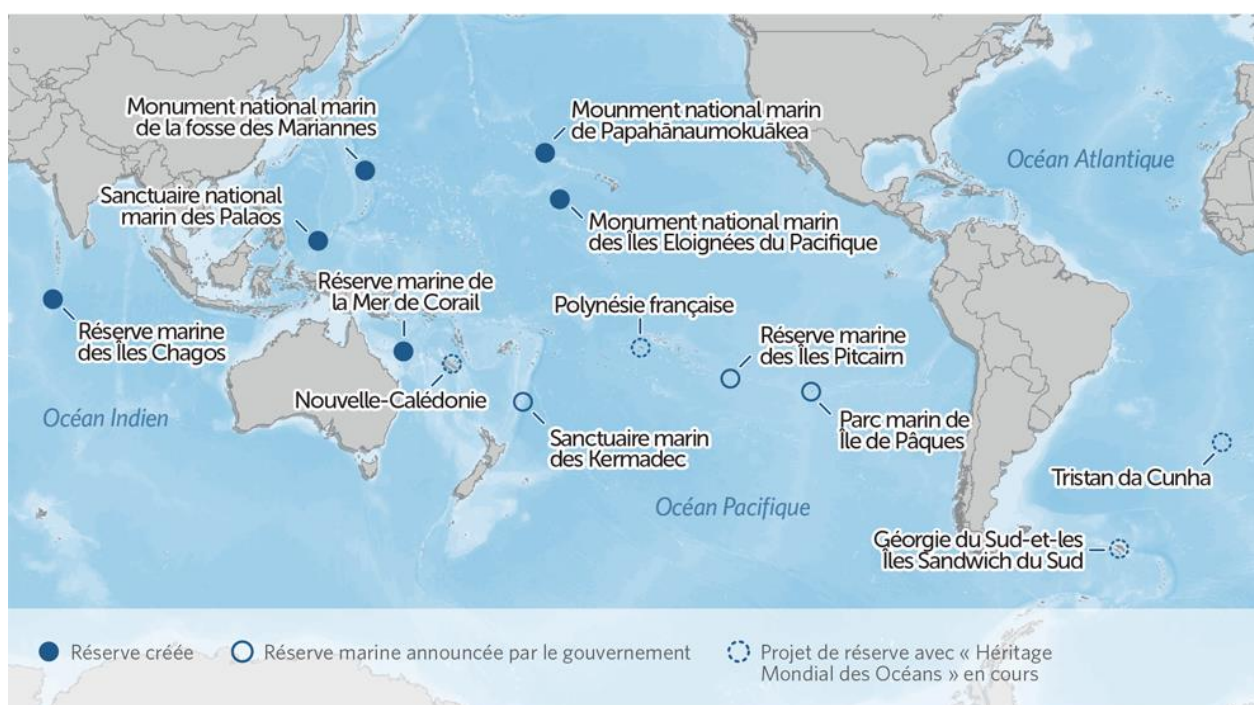 Monument national marin
de la fosse des Mariannes
Mounment national marin
de Papahānaumokuākea
Océan Atlantique
Sanctuaire national
marin des Palaos
Monument national marin
des Îles Eloignées du Pacifique
Réserve marine de
la Mer de Corail
Polynésie française
Réserve marine
des Îles Chagos
Réserve marine
des Îles Pitcairn
Nouvelle-Calédonie
Océan Indien
Sanctuaire marin
des Kermadec
Parc marin de
Île de Pâques
Tristan da Cunha
Océan Pacifique
Géorgie du Sud-et-les
Îles Sandwich du Sud
Réserve créée
Réserve marine announcée par le gouvernement
Projet de réserve avec « Héritage
Mondial des Océans » en cours